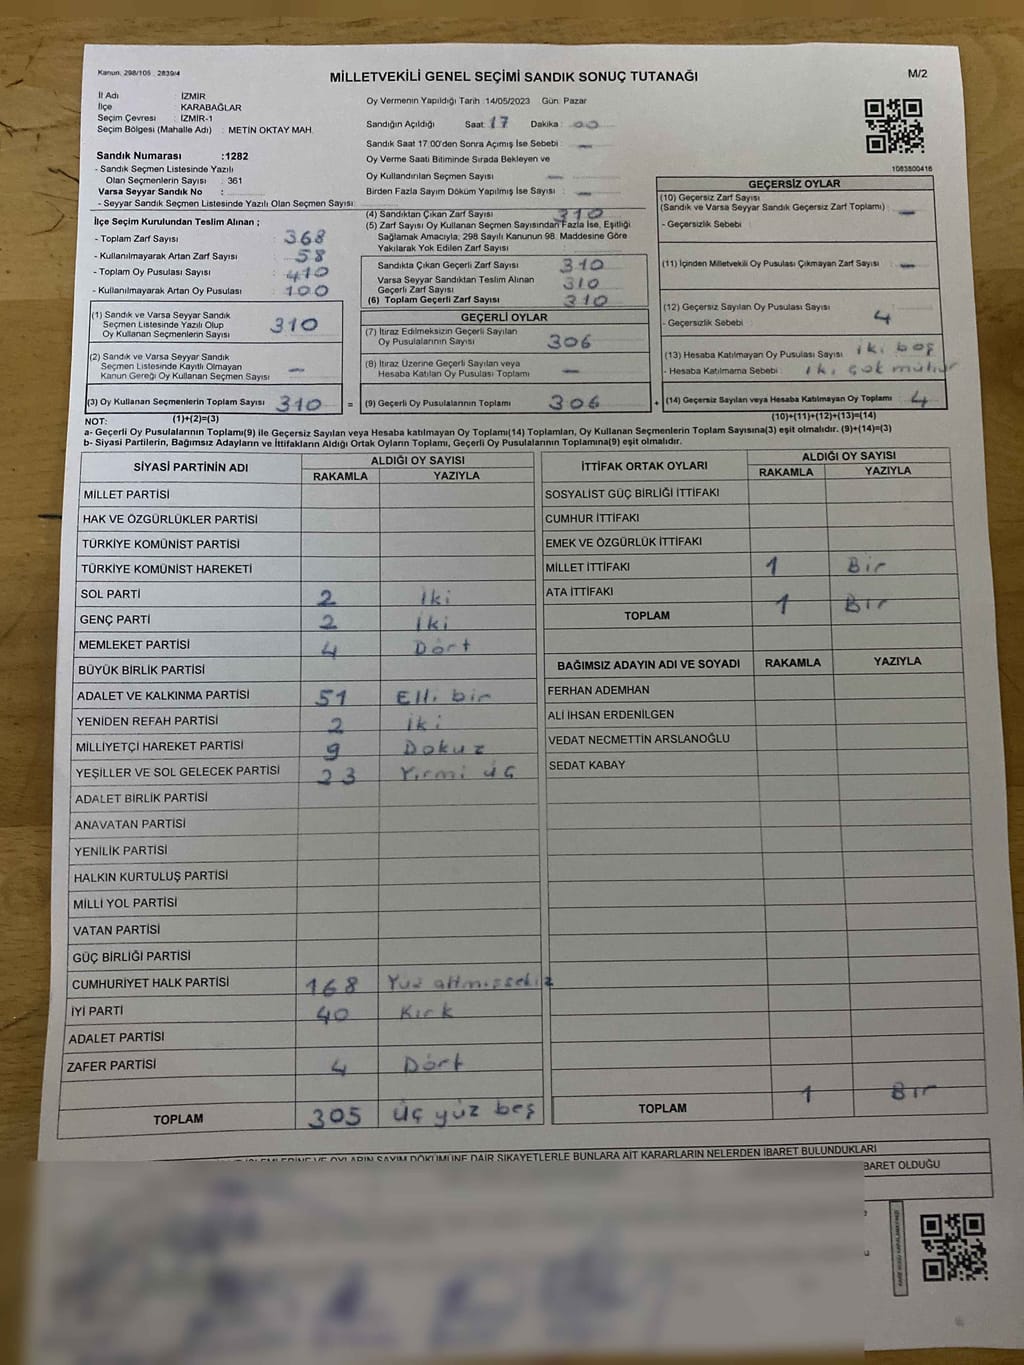 Kanun: 298/105 , 2839/4
MİLLETVEKİLİ GENEL SEÇİMİ SANDIK SONUÇ TUTANAĞI
M/2
İl Adı : İZMİR
İlçe : KARABAĞLAR
Seçim Çevresi : İZMİR-1
Seçim Bölgesi (Mahalle Adı) : METİN OKTAY MAH.
Oy Vermenin Yapıldığı Tarih 14/05/2023 Gün: Pazar
Sandığın Açıldığı Saat: 17 Dakika : 00
Sandık Saat 17.00'den Sonra Açımış İse Sebebi : —
Oy Verme Saati Bitiminde Sırada Bekleyen ve
Oy Kullandırılan Seçmen Sayısı : —
Birden Fazla Sayım Döküm Yapılmış İse Sayısı : —
1083800416
Sandık Numarası :1282
- Sandık Seçmen Listesinde Yazılı
Olan Seçmenlerin Sayısı : 361
Varsa Seyyar Sandık No :
- Seyyar Sandık Seçmen Listesinde Yazılı Olan Seçmen Sayısı:
İlçe Seçim Kurulundan Teslim Alınan ;
- Toplam Zarf Sayısı : 368
- Kullanılmayarak Artan Zarf Sayısı : 58
- Toplam Oy Pusulası Sayısı : 410
- Kullanılmayarak Artan Oy Pusulası : 100
(1) Sandık ve Varsa Seyyar Sandık
Seçmen Listesinde Yazılı Olup
Oy Kullanan Seçmenlerin Sayısı : 310
(2) Sandık ve Varsa Seyyar Sandık
Seçmen Listesinde Kayıtlı Olmayan
Kanun Gereği Oy Kullanan Seçmen Sayısı : —
(3) Oy Kullanan Seçmenlerin Toplam Sayısı : 310 =
(4) Sandıktan Çıkan Zarf Sayısı : 310
(5) Zarf Sayısı Oy Kullanan Seçmen Sayısından Fazla İse, Eşitliği
Sağlamak Amacıyla; 298 Sayılı Kanunun 98. Maddesine Göre
Yakılarak Yok Edilen Zarf Sayısı :
Sandıkta Çıkan Geçerli Zarf Sayısı : 310
Varsa Seyyar Sandıktan Teslim Alınan
Geçerli Zarf Sayısı : 310
(6) Toplam Geçerli Zarf Sayısı : 310
GEÇERLİ OYLAR
(7) İtiraz Edilmeksizin Geçerli Sayılan
Oy Pusulalarının Sayısı : 306
(8) İtiraz Üzerine Geçerli Sayılan veya
Hesaba Katılan Oy Pusulası Toplamı : —
(9) Geçerli Oy Pusulalarının Toplamı : 306 +
GEÇERSİZ OYLAR
(10) Geçersiz Zarf Sayısı
(Sandık ve Varsa Seyyar Sandık Geçersiz Zarf Toplamı) : —
- Geçersizlik Sebebi :
(11) İçinden Milletvekili Oy Pusulası Çıkmayan Zarf Sayısı : —
(12) Geçersiz Sayılan Oy Pusulası Sayısı : 4
- Geçersizlik Sebebi :
(13) Hesaba Katılmayan Oy Pusulası Sayısı : iki boş
- Hesaba Katılmama Sebebi : iki çok mühür
(14) Geçersiz Sayılan veya Hesaba Katılmayan Oy Toplamı : 4
NOT: (1)+(2)=(3)
(10)+(11)+(12)+(13)=(14)
a- Geçerli Oy Pusulalarının Toplamı(9) ile Geçersiz Sayılan veya Hesaba katılmayan Oy Toplamı(14) Toplamları, Oy Kullanan Seçmenlerin Toplam Sayısına(3) eşit olmalıdır. (9)+(14)=(3)
b- Siyasi Partilerin, Bağımsız Adayların ve İttifakların Aldığı Ortak Oyların Toplamı, Geçerli Oy Pusulalarının Toplamına(9) eşit olmalıdır.
SİYASİ PARTİNİN ADI
ALDIĞI OY SAYISI
RAKAMLA YAZIYLA
MİLLET PARTİSİ
HAK VE ÖZGÜRLÜKLER PARTİSİ
TÜRKİYE KOMÜNİST PARTİSİ
TÜRKİYE KOMÜNİST HAREKETİ
SOL PARTİ 2 İki
GENÇ PARTİ 2 İki
MEMLEKET PARTİSİ 4 Dört
BÜYÜK BİRLİK PARTİSİ
ADALET VE KALKINMA PARTİSİ 51 Elli bir
YENİDEN REFAH PARTİSİ 2 İki
MİLLİYETÇİ HAREKET PARTİSİ 9 Dokuz
YEŞİLLER VE SOL GELECEK PARTİSİ 23 Yirmi üç
ADALET BİRLİK PARTİSİ
ANAVATAN PARTİSİ
YENİLİK PARTİSİ
HALKIN KURTULUŞ PARTİSİ
MİLLİ YOL PARTİSİ
VATAN PARTİSİ
GÜÇ BİRLİĞİ PARTİSİ
CUMHURİYET HALK PARTİSİ 168 Yüz altmışsekiz
İYİ PARTİ 40 Kırk
ADALET PARTİSİ
ZAFER PARTİSİ 4 Dört
TOPLAM 305 üç yüz beş
İTTİFAK ORTAK OYLARI
ALDIĞI OY SAYISI
RAKAMLA YAZIYLA
SOSYALİST GÜÇ BİRLİĞİ İTTİFAKI
CUMHUR İTTİFAKI
EMEK VE ÖZGÜRLÜK İTTİFAKI
MİLLET İTTİFAKI 1 Bir
ATA İTTİFAKI
TOPLAM 1 Bir
BAĞIMSIZ ADAYIN ADI VE SOYADI RAKAMLA YAZIYLA
FERHAN ADEMHAN
ALİ İHSAN ERDENİLGEN
VEDAT NECMETTİN ARSLANOĞLU
SEDAT KABAY
TOPLAM 1 Bir
OYLARIN SAYIM DÖKÜMÜNE DAİR ŞİKAYETLERLE BUNLARA AİT KARARLARIN NELERDEN İBARET BULUNDUKLARI
BARET OLDUĞU